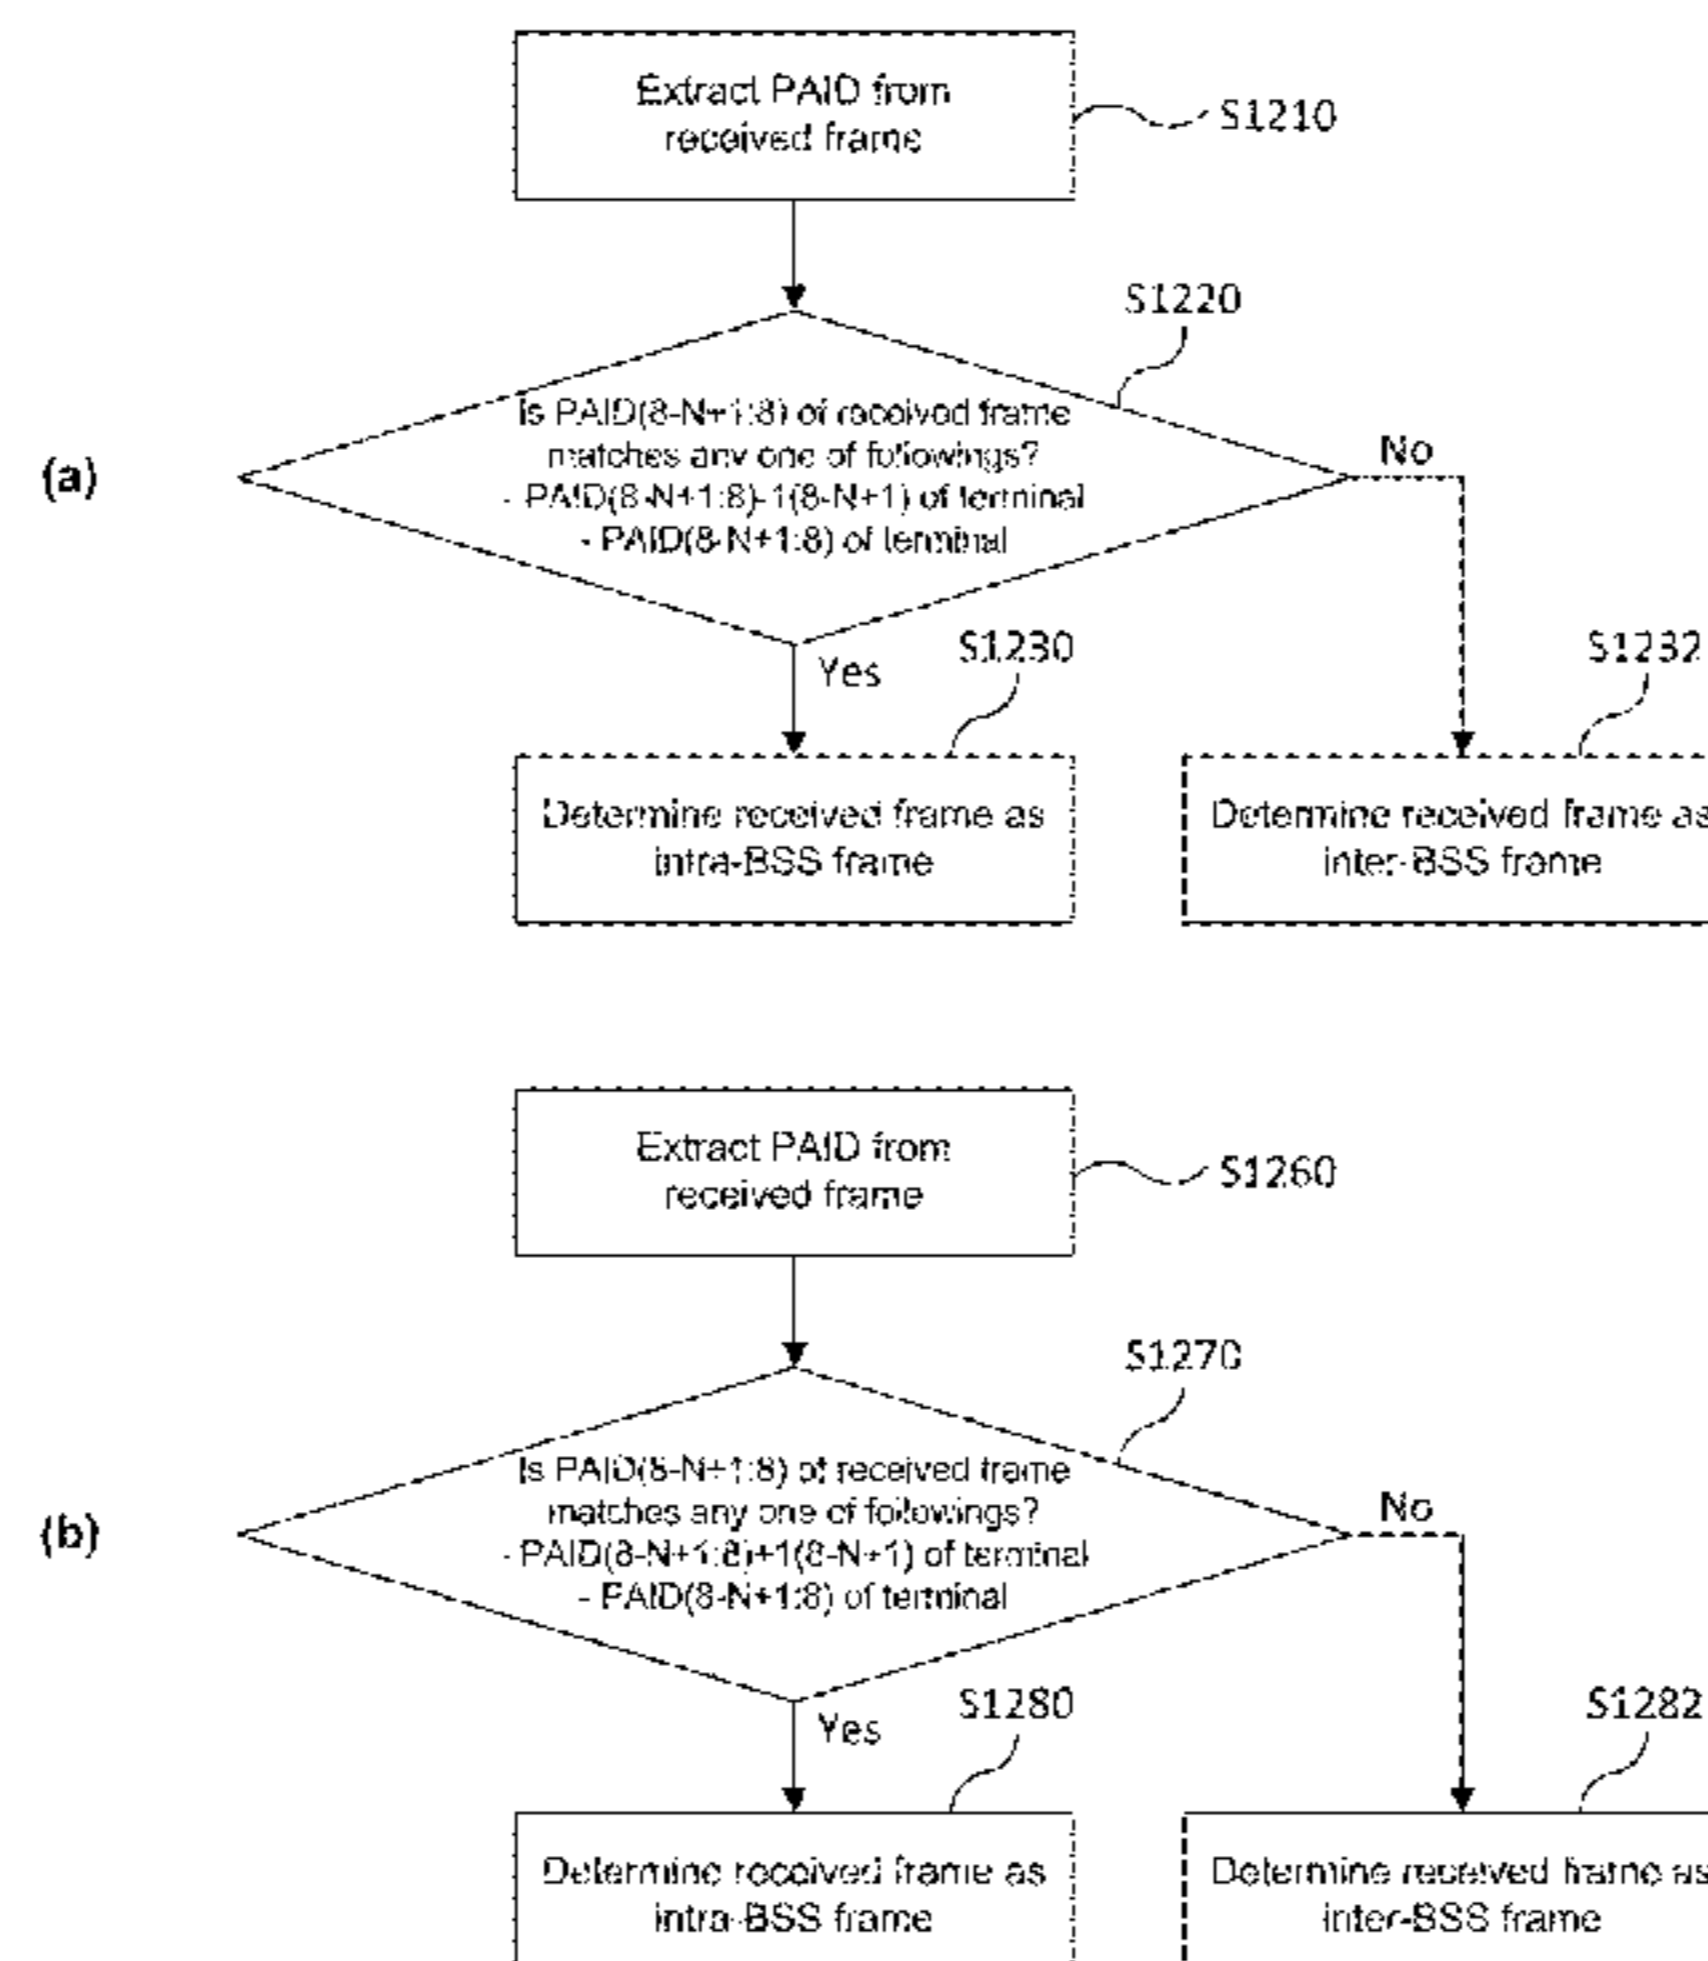 Extract PAID from
received frame
S1210
S1220
Is PAID(8-N+1:8) of received frame
matches any one of followings?
- PAID(8-N+1:8)-1(8-N+1) of terminal
- PAID(8-N+1:8) of terminal
(a)
No
Yes
S1230
S1232
Determine received frame as
intra-BSS frame
Determine received frame as
inter-BSS frame
Extract PAID from
received frame
S1260
S1270
Is PAID(8-N+1:8) of received frame
matches any one of followings?
- PAID(8-N+1:8)+1(8-N+1) of terminal
- PAID(8-N+1:8) of terminal
(b)
No
Yes
S1280
S1282
Determine received frame as
intra-BSS frame
Determine received frame as
inter-BSS frame